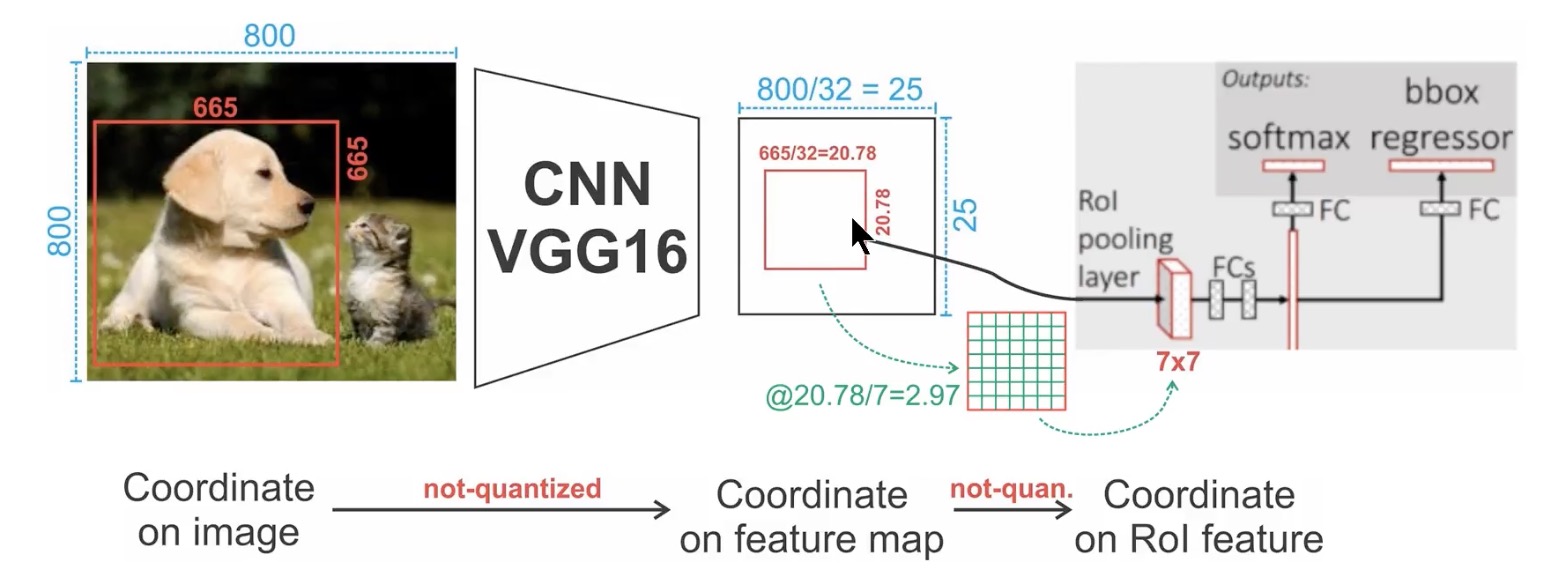 800
665
665
800
CNN
VGG16
800/32 = 25
665/32=20.78
20.78
25
@20.78/7=2.97
Outputs:
bbox
softmax
regressor
FC
FC
RoI
pooling
layer
FCs
7x7
Coordinate
on image
not-quantized
Coordinate
on feature map
not-quan.
Coordinate
on RoI feature